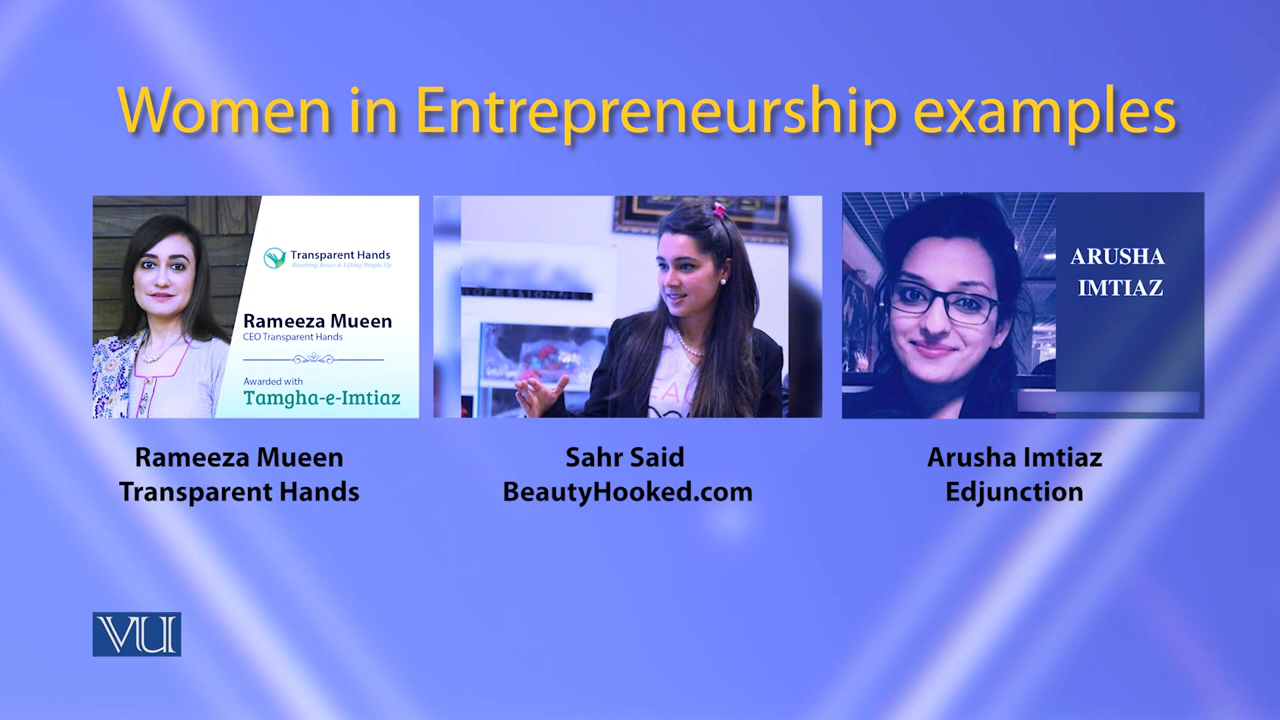 Women in Entrepreneurship examples
Transparent Hands
Reaching Down & Lifting People Up
Rameeza Mueen
CEO Transparent Hands
Awarded with
Tamgha-e-Imtiaz
ARUSHA
IMTIAZ
Rameeza Mueen
Transparent Hands
Sahr Said
BeautyHooked.com
Arusha Imtiaz
Edjunction
VU